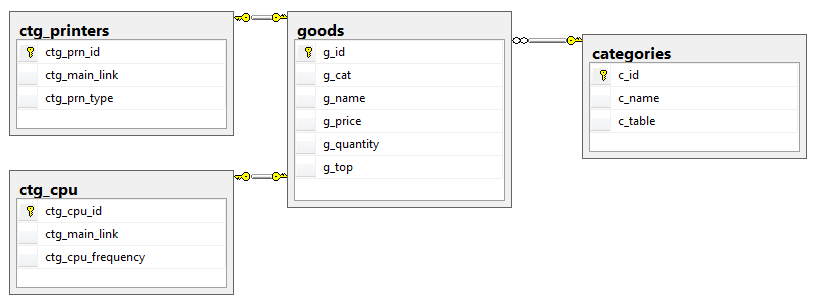 ctg_printers
ctg_prn_id
ctg_main_link
ctg_prn_type
goods
g_id
g_cat
g_name
g_price
g_quantity
g_top
categories
c_id
c_name
c_table
ctg_cpu
ctg_cpu_id
ctg_main_link
ctg_cpu_frequency